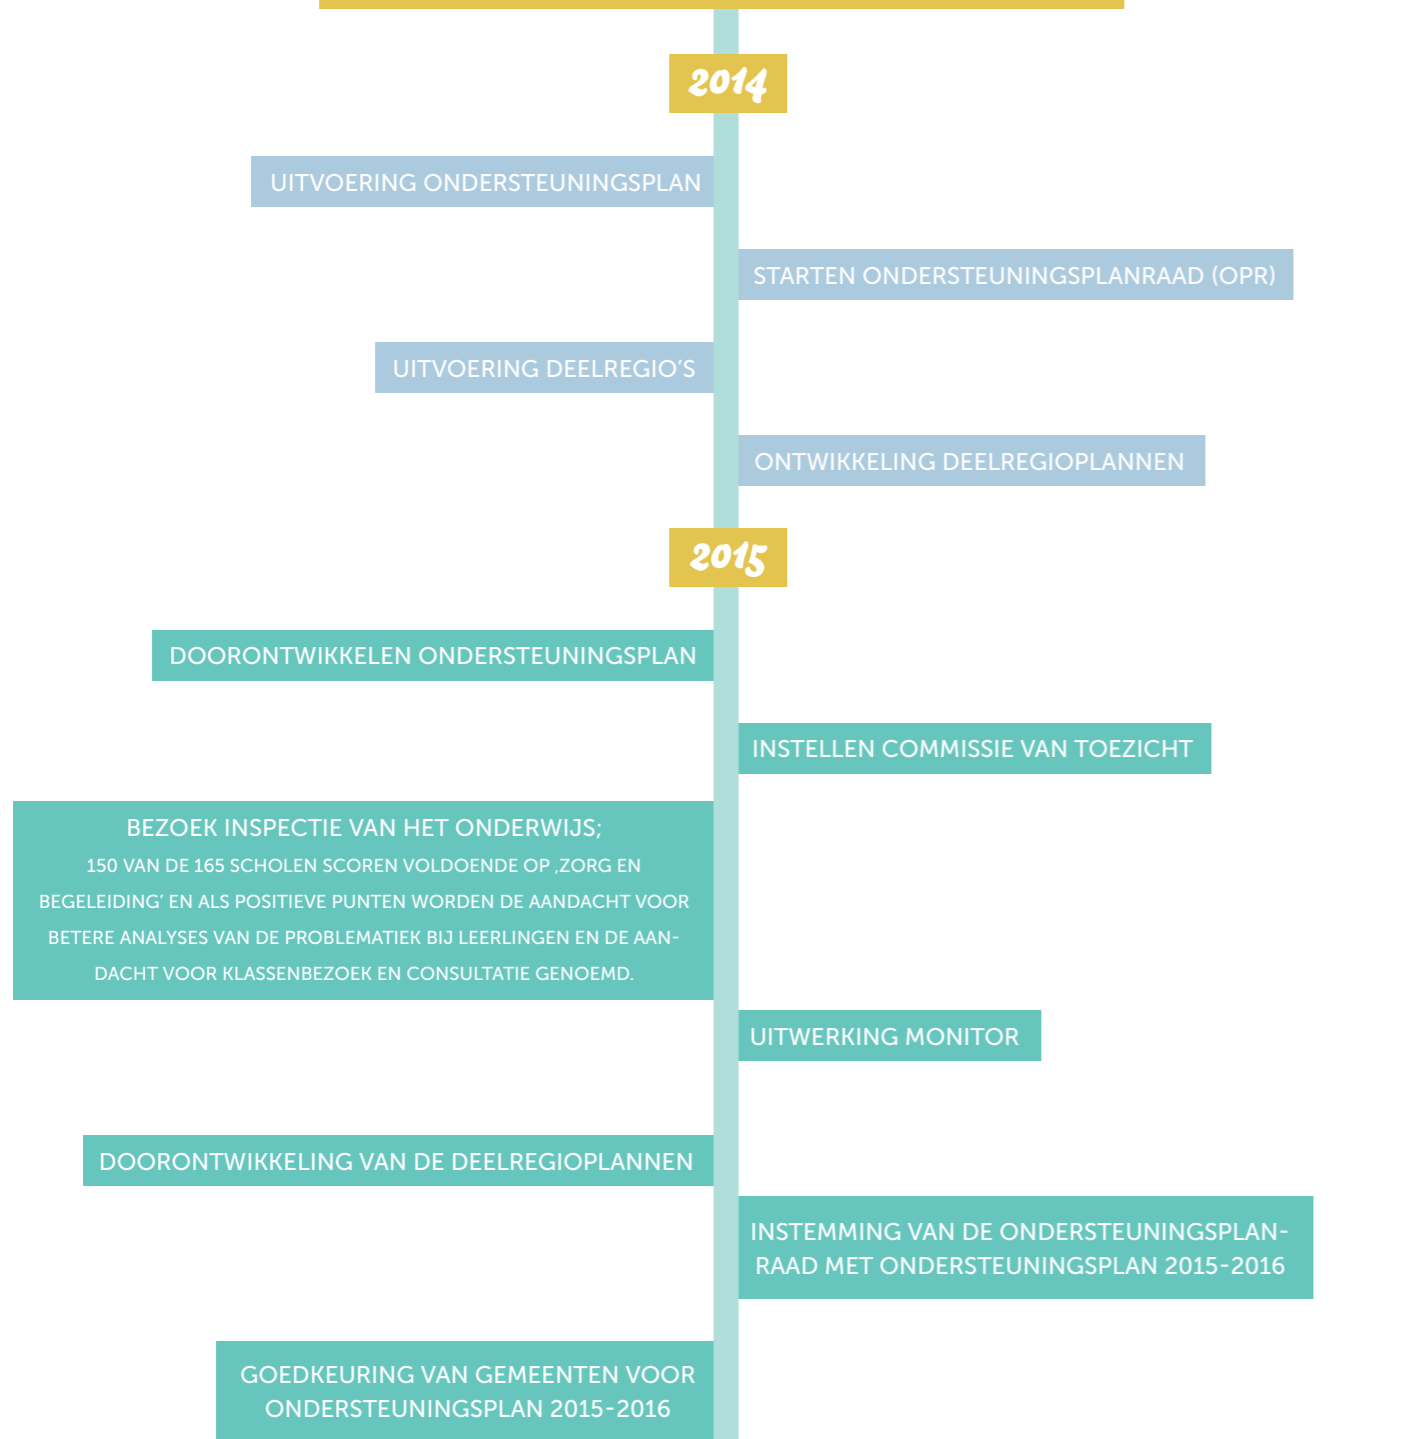 2014
UITVOERING ONDERSTEUNINGSPLAN
STARTEN ONDERSTEUNINGSPLANRAAD (OPR)
UITVOERING DEELREGIO’S
ONTWIKKELING DEELREGIOPLANNEN
2015
DOORONTWIKKELEN ONDERSTEUNINGSPLAN
INSTELLEN COMMISSIE VAN TOEZICHT
BEZOEK INSPECTIE VAN HET ONDERWIJS;
150 VAN DE 165 SCHOLEN SCOREN VOLDOENDE OP ‚ZORG EN
BEGELEIDING’ EN ALS POSITIEVE PUNTEN WORDEN DE AANDACHT VOOR
BETERE ANALYSES VAN DE PROBLEMATIEK BIJ LEERLINGEN EN DE AAN-
DACHT VOOR KLASSENBEZOEK EN CONSULTATIE GENOEMD.
UITWERKING MONITOR
DOORONTWIKKELING VAN DE DEELREGIOPLANNEN
INSTEMMING VAN DE ONDERSTEUNINGSPLAN-
RAAD MET ONDERSTEUNINGSPLAN 2015-2016
GOEDKEURING VAN GEMEENTEN VOOR
ONDERSTEUNINGSPLAN 2015-2016